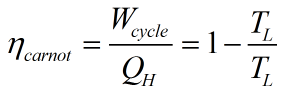 η_carnot = W_cycle / Q_H = 1 − T_L / T_L